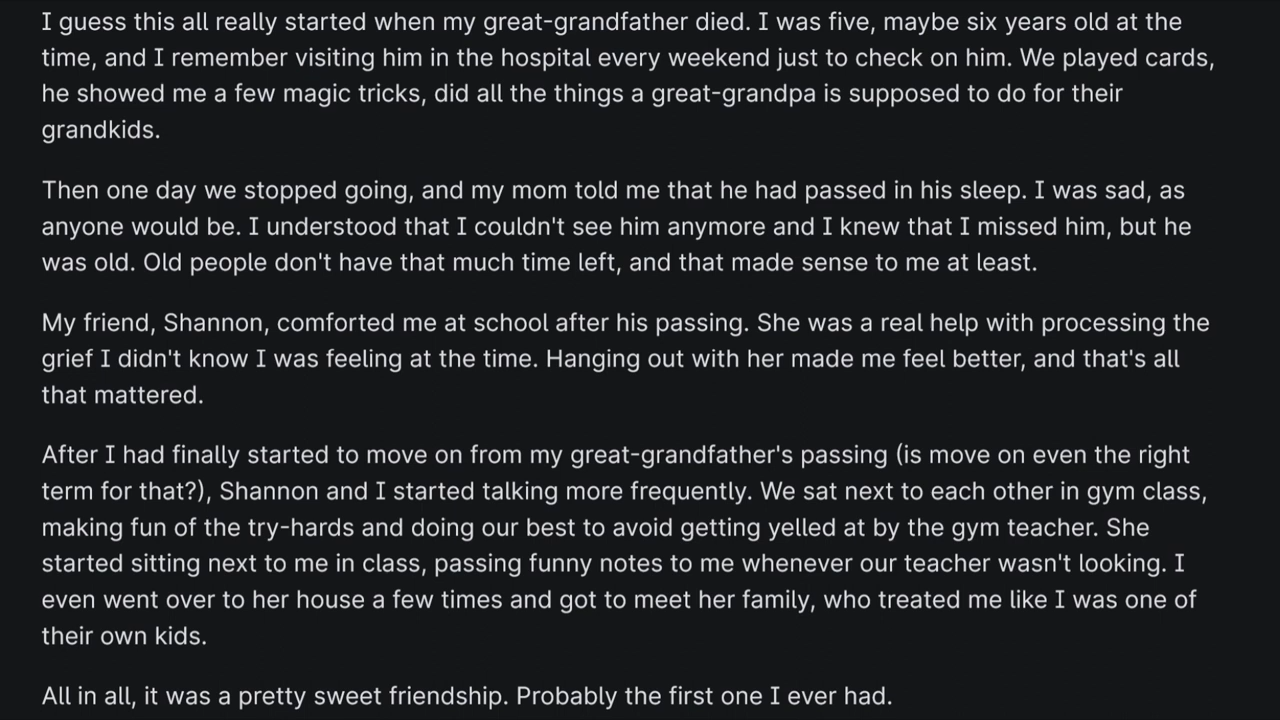 I guess this all really started when my great-grandfather died. I was five, maybe six years old at the
time, and I remember visiting him in the hospital every weekend just to check on him. We played cards,
he showed me a few magic tricks, did all the things a great-grandpa is supposed to do for their
grandkids.
Then one day we stopped going, and my mom told me that he had passed in his sleep. I was sad, as
anyone would be. I understood that I couldn't see him anymore and I knew that I missed him, but he
was old. Old people don't have that much time left, and that made sense to me at least.
My friend, Shannon, comforted me at school after his passing. She was a real help with processing the
grief I didn't know I was feeling at the time. Hanging out with her made me feel better, and that's all
that mattered.
After I had finally started to move on from my great-grandfather's passing (is move on even the right
term for that?), Shannon and I started talking more frequently. We sat next to each other in gym class,
making fun of the try-hards and doing our best to avoid getting yelled at by the gym teacher. She
started sitting next to me in class, passing funny notes to me whenever our teacher wasn't looking. I
even went over to her house a few times and got to meet her family, who treated me like I was one of
their own kids.
All in all, it was a pretty sweet friendship. Probably the first one I ever had.